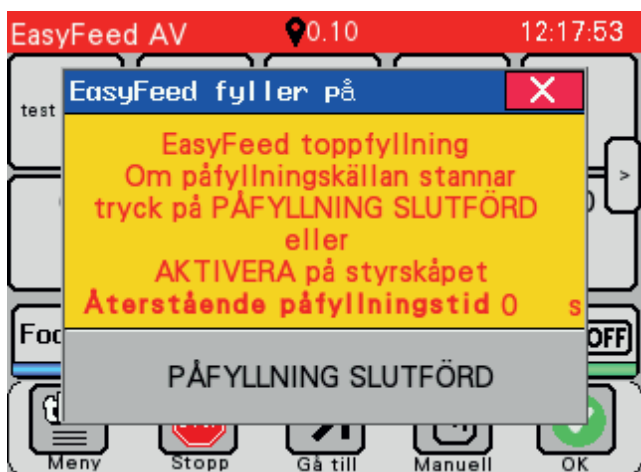 EasyFeed AV 0.10 12:17:53
test
EasyFeed fyller på
EasyFeed toppfyllning
Om påfyllningskällan stannar
tryck på PÅFYLLNING SLUTFÖRD
eller
AKTIVERA på styrskåpet
Återstående påfyllningstid 0 s
>
OFF
PÅFYLLNING SLUTFÖRD
Meny Stopp Gå till Manuell OK